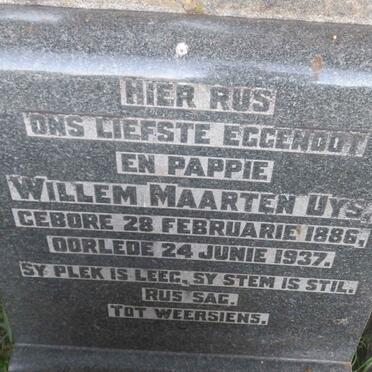 HIER RUS
ONS LIEFSTE EGGENOOT
EN PAPPIE
WILLEM MAARTEN UYS
GEBORE 28 FEBRUARIE 1886,
OORLEDE 24 JUNIE 1937.
SY PLEK IS LEEG, SY STEM IS STIL.
RUS SAG.
TOT WEERSIENS.